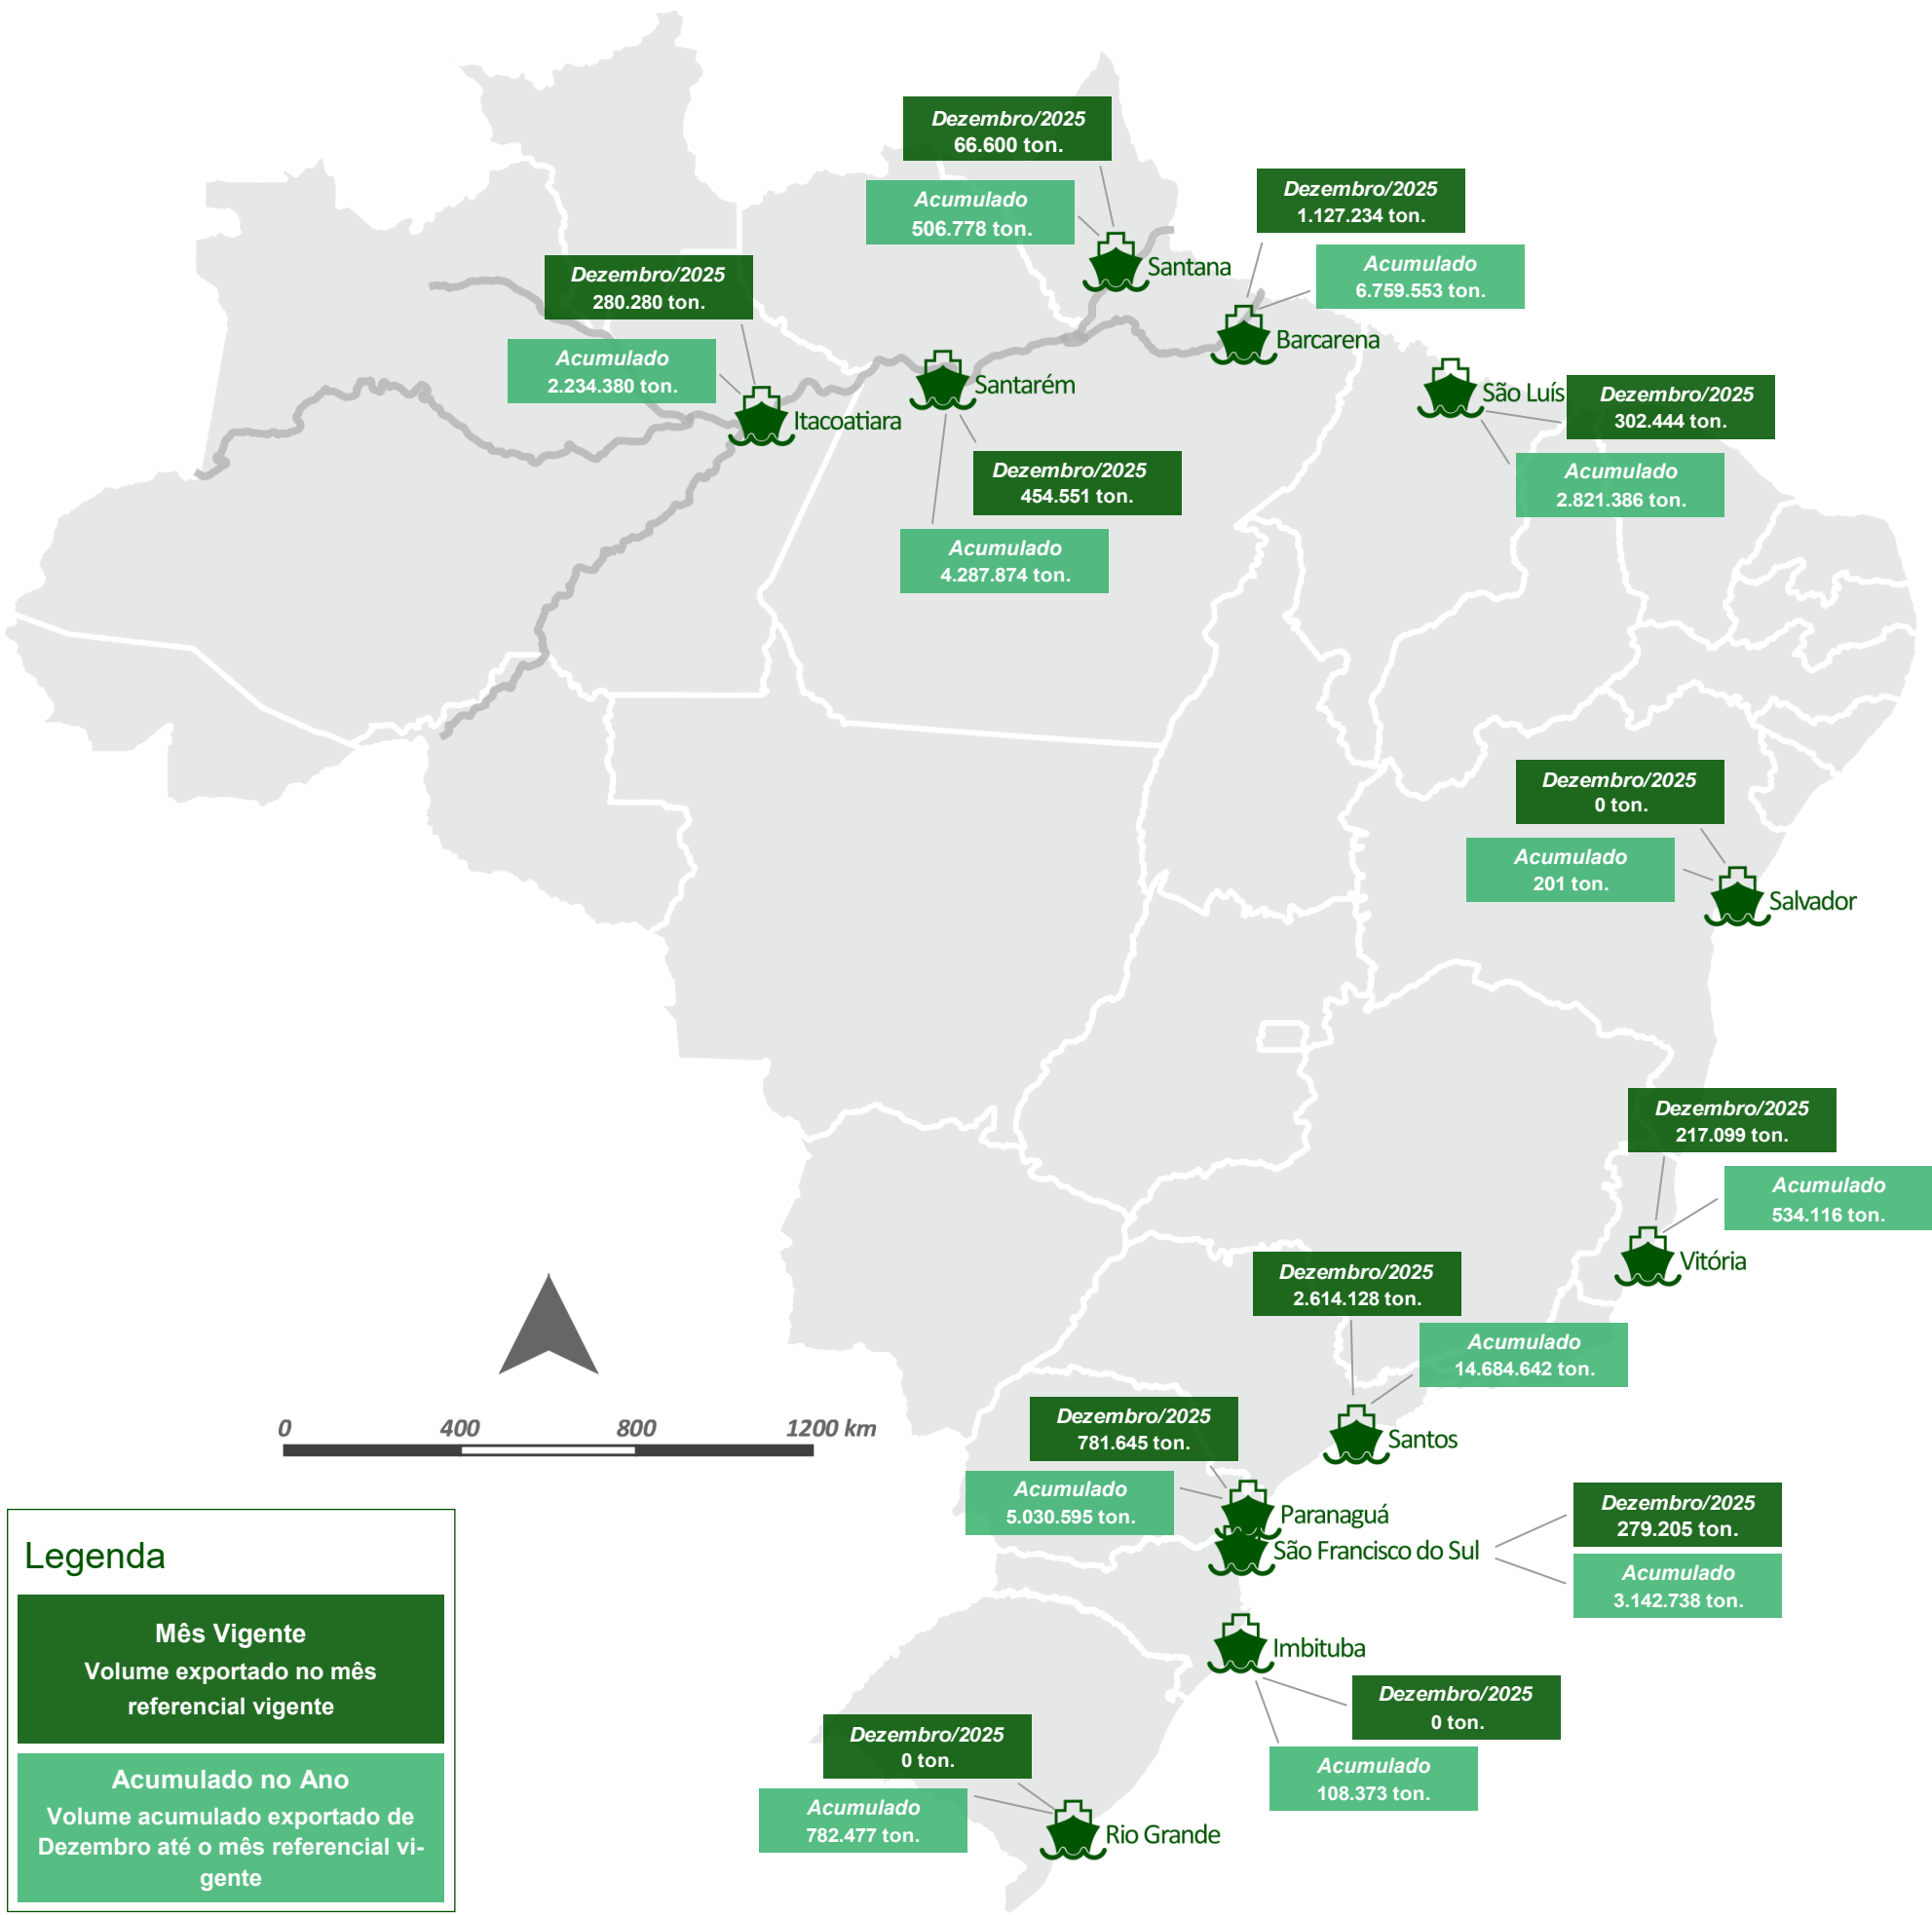 Dezembro/2025
66.600 ton.
Acumulado
506.778 ton.
Santana
Dezembro/2025
1.127.234 ton.
Acumulado
6.759.553 ton.
Barcarena
Dezembro/2025
280.280 ton.
Acumulado
2.234.380 ton.
Itacoatiara
Santarém
Dezembro/2025
454.551 ton.
Acumulado
4.287.874 ton.
São Luís
Dezembro/2025
302.444 ton.
Acumulado
2.821.386 ton.
Dezembro/2025
0 ton.
Acumulado
201 ton.
Salvador
Dezembro/2025
217.099 ton.
Acumulado
534.116 ton.
Vitória
Dezembro/2025
2.614.128 ton.
Acumulado
14.684.642 ton.
Santos
Dezembro/2025
781.645 ton.
Acumulado
5.030.595 ton.
Paranaguá
São Francisco do Sul
Dezembro/2025
279.205 ton.
Acumulado
3.142.738 ton.
Imbituba
Dezembro/2025
0 ton.
Acumulado
108.373 ton.
Dezembro/2025
0 ton.
Acumulado
782.477 ton.
Rio Grande
0 400 800 1200 km
Legenda
Mês Vigente
Volume exportado no mês
referencial vigente
Acumulado no Ano
Volume acumulado exportado de
Dezembro até o mês referencial vi-
gente